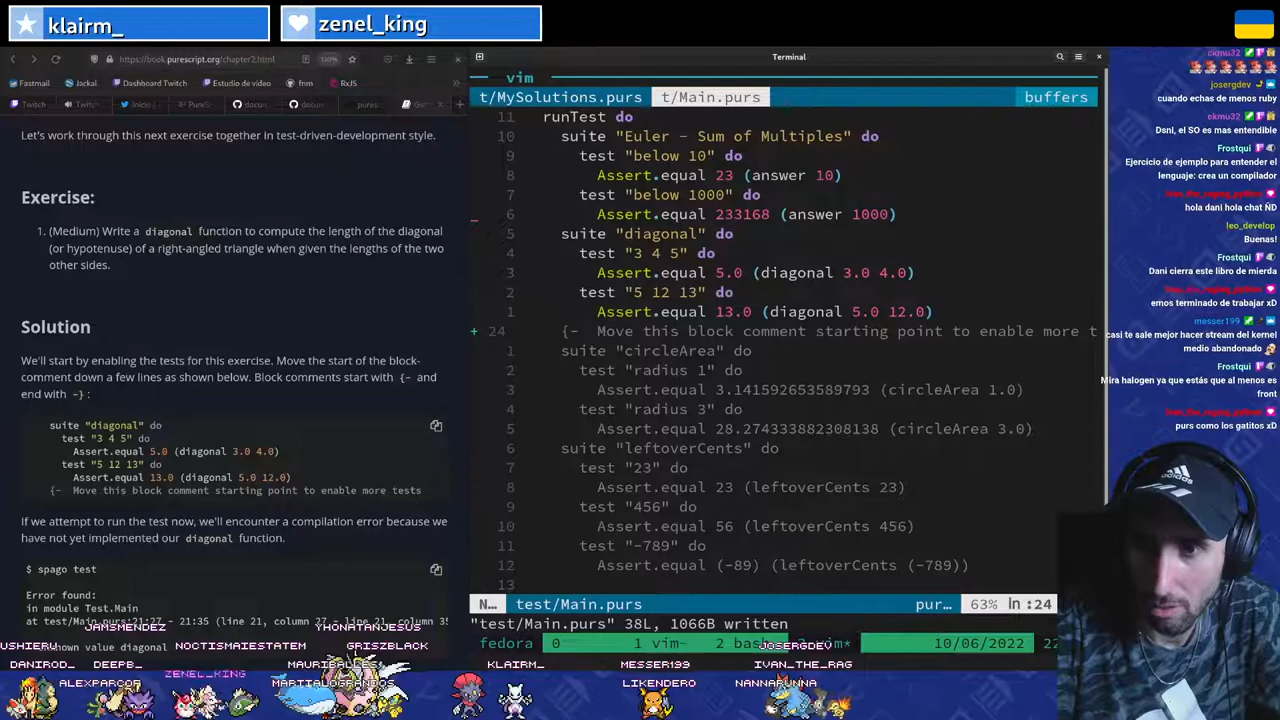 klairm_
zenel_king
https://book.purescript.org/chapter2.html
Fastmail
Jackal
Dashboard Twitch
Estudio de vídeo
fnm
RxJS
Twitch
Let's work through this next exercise together in test-driven-development style.
Exercise:
1. (Medium) Write a diagonal function to compute the length of the diagonal
(or hypotenuse) of a right-angled triangle when given the lengths of the two
other sides.
Solution
We'll start by enabling the tests for this exercise. Move the start of the block-
comment down a few lines as shown below. Block comments start with {- and
end with -}:
suite "diagonal" do
test "3 4 5" do
Assert.equal 5.0 (diagonal 3.0 4.0)
test "5 12 13" do
Assert.equal 13.0 (diagonal 5.0 12.0)
{- Move this block comment starting point to enable more tests
If we attempt to run the test now, we'll encounter a compilation error because we
have not yet implemented our diagonal function.
$ spago test
Error found:
in module Test.Main
Terminal
vim
t/MySolutions.purs
t/Main.purs
buffers
11 runTest do
10 suite "Euler - Sum of Multiples" do
9 test "below 10" do
8 Assert.equal 23 (answer 10)
7 test "below 1000" do
6 Assert.equal 233168 (answer 1000)
5 suite "diagonal" do
4 test "3 4 5" do
3 Assert.equal 5.0 (diagonal 3.0 4.0)
2 test "5 12 13" do
1 Assert.equal 13.0 (diagonal 5.0 12.0)
+ 24 {- Move this block comment starting point to enable more t
1 suite "circleArea" do
2 test "radius 1" do
3 Assert.equal 3.141592653589793 (circleArea 1.0)
4 test "radius 3" do
5 Assert.equal 28.274333882308138 (circleArea 3.0)
6 suite "leftoverCents" do
7 test "23" do
8 Assert.equal 23 (leftoverCents 23)
9 test "456" do
10 Assert.equal 56 (leftoverCents 456)
11 test "-789" do
12 Assert.equal (-89) (leftoverCents (-789))
13
N… test/Main.purs pur… 63% ln :24
"test/Main.purs" 38L, 1066B written
fedora 0 1 vim- 2 bash 10/06/2022
ckmu32
josergdev
cuando echas de menos ruby
ckmu32
Dsni, el SO es mas entendible
Frostqui
Ejercicio de ejemplo para entender el
lenguaje: crea un compilador
ivan_the_raging_python
hola dani hola chat ÑD
leo_develop
Buenas!
Frostqui
Dani cierra este libro de mierda
ivan_the_raging_python
emos terminado de trabajar xD
messer199
casi te sale mejor hacer stream del kernel
medio abandonado
Frostqui
Mira halogen ya que estás que al menos es
front
ivan_the_raging_python
purs como los gatitos xD
JAMSMENDEZ
YHONATANJESUS
USHIERU
NOCTISMAIESTATEM
GRISZBLACK
JOSERGDEV
DANIROD_
DEEPB_
MAURIBALDES
KLAIRM_
MESSER199
IVAN_THE_RAG
ZENEL_KING
ALEXPARCOR
MARTIALOGRANDOS
LIKENDERO
NANNARUNNA